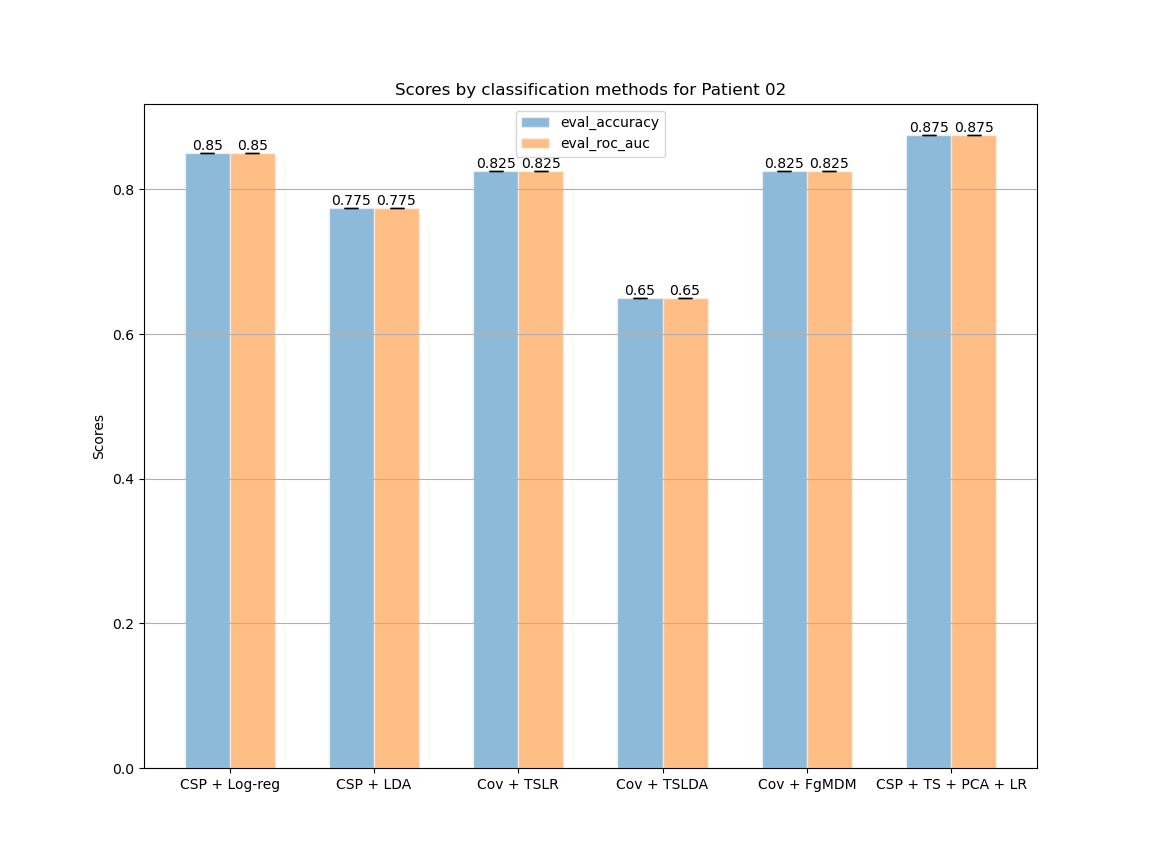 Scores by classification methods for Patient 02
eval_accuracy
eval_roc_auc
0.85 0.85
0.775 0.775
0.825 0.825
0.65 0.65
0.825 0.825
0.875 0.875
Scores
0.8
0.6
0.4
0.2
0.0
CSP + Log-reg CSP + LDA Cov + TSLR Cov + TSLDA Cov + FgMDM CSP + TS + PCA + LR